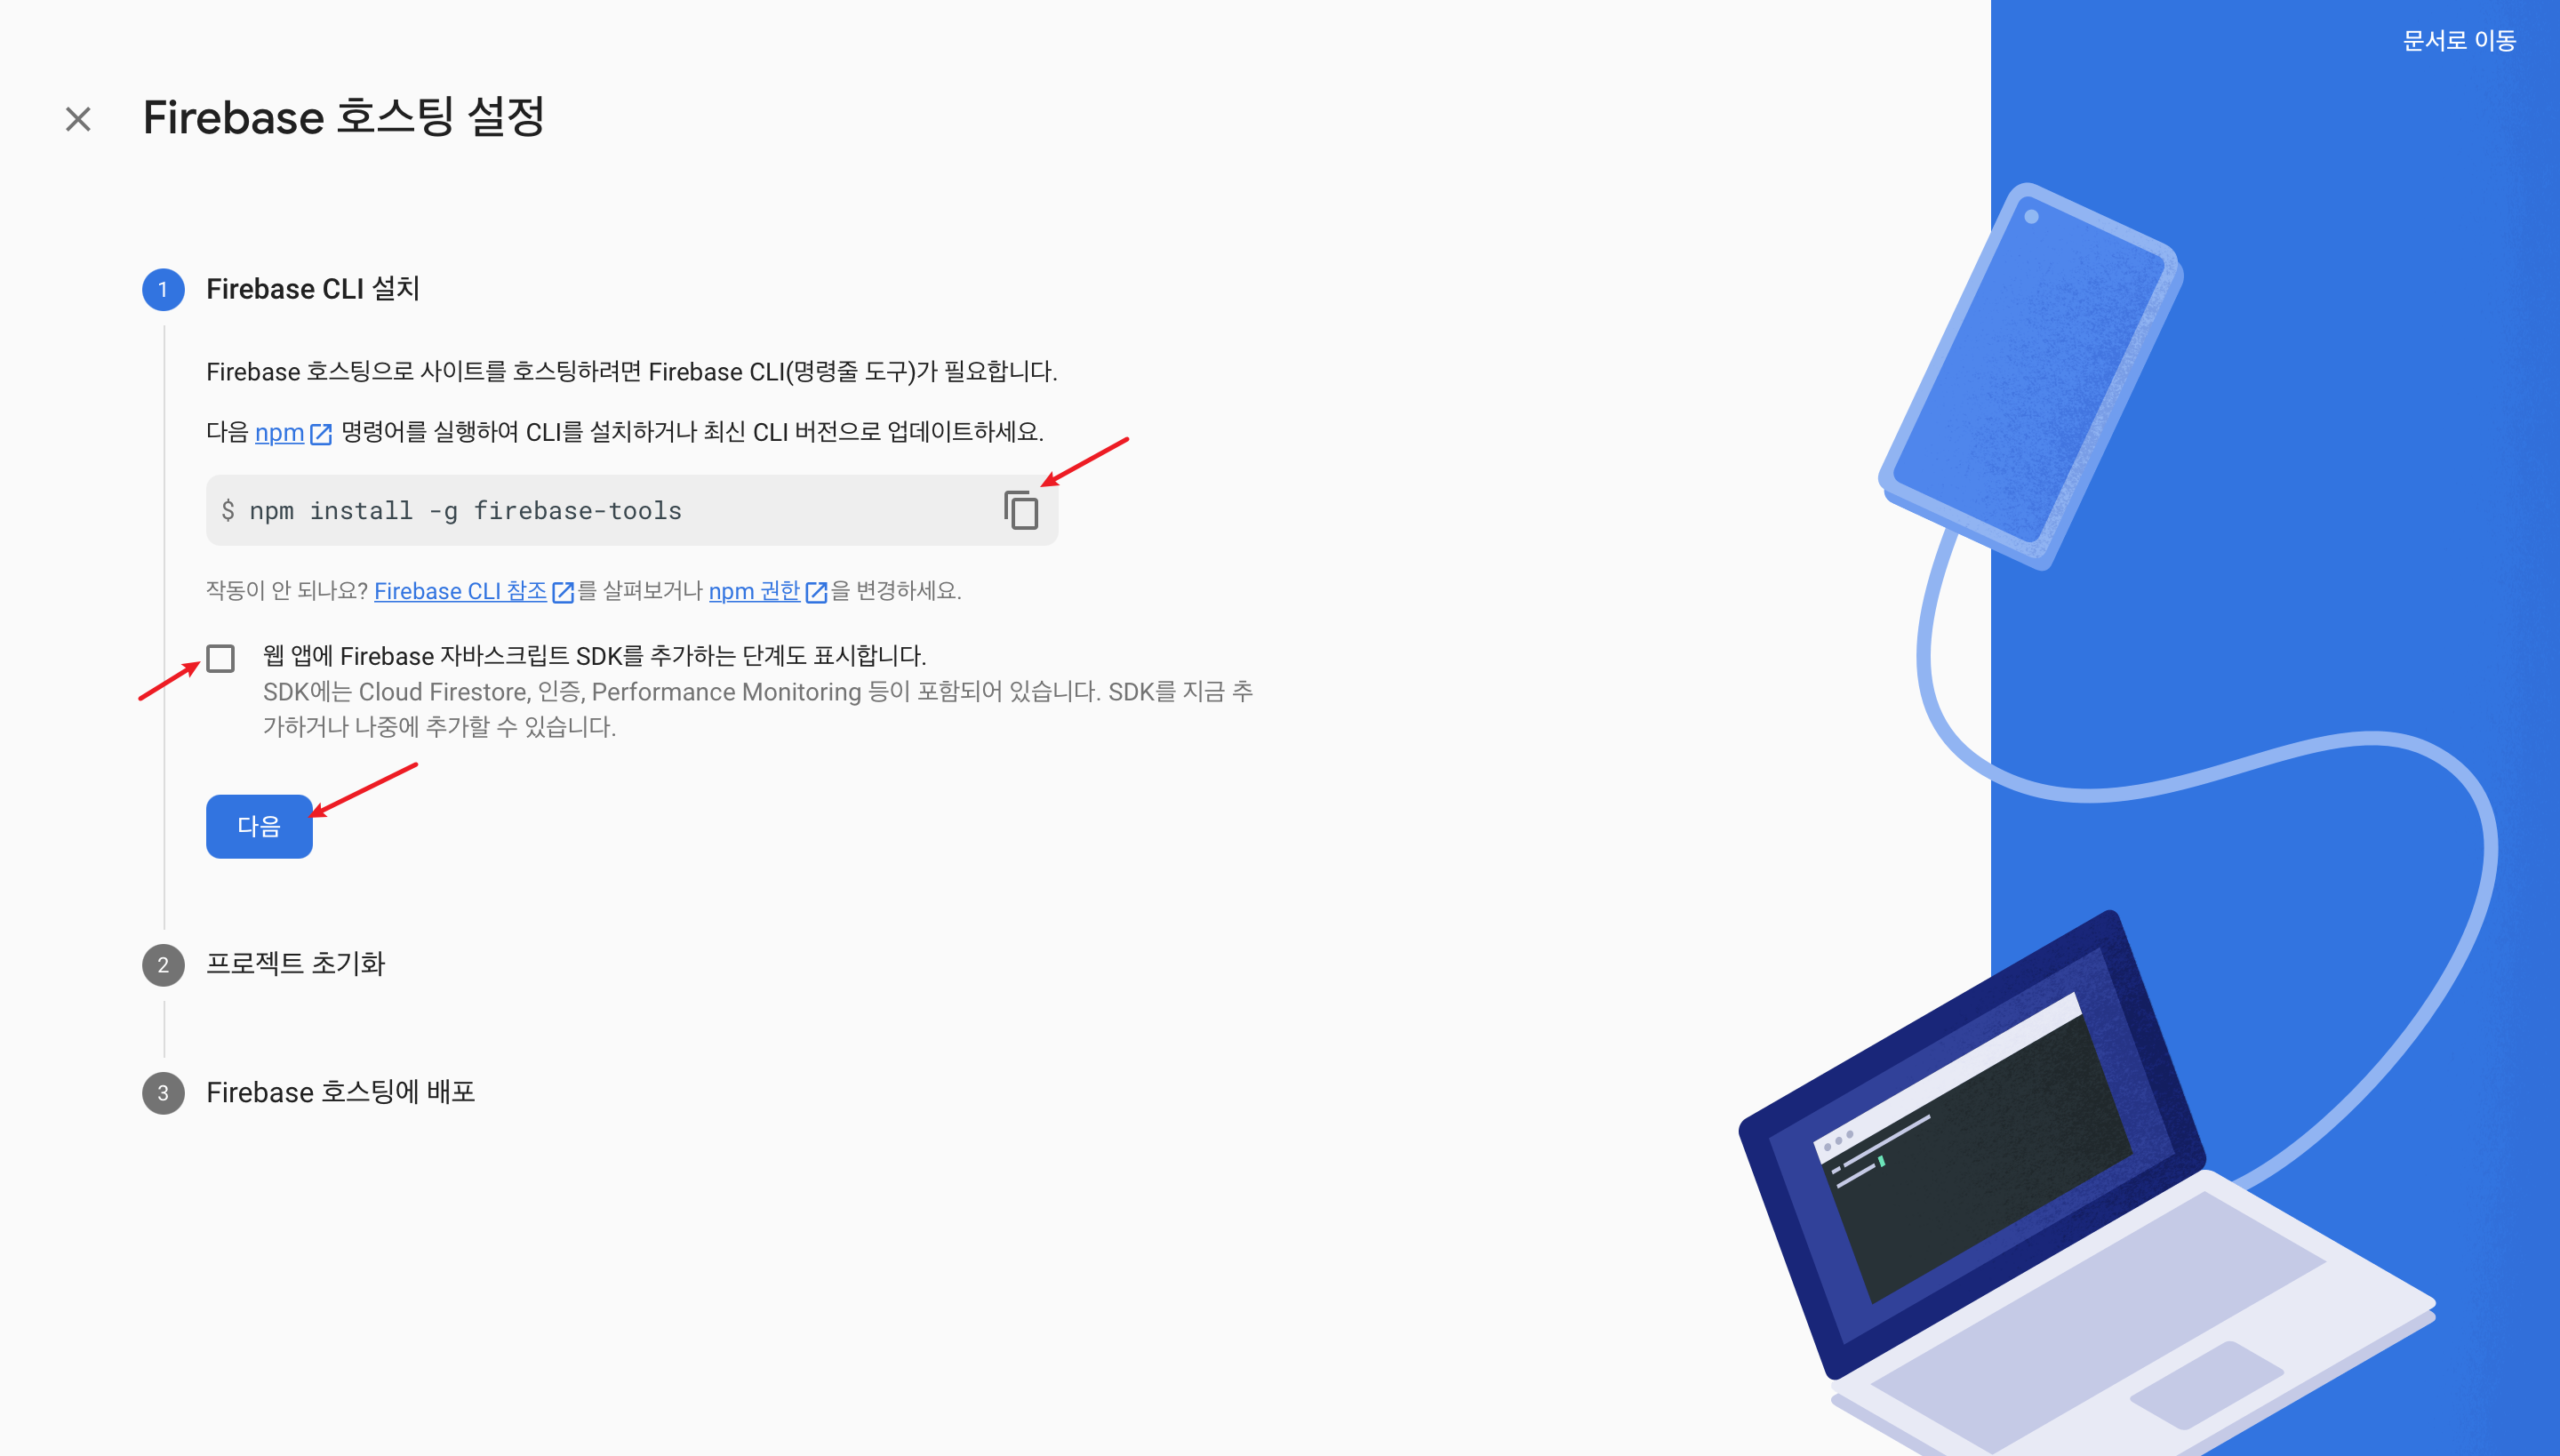 문서로 이동
Firebase 호스팅 설정
1 Firebase CLI 설치
Firebase 호스팅으로 사이트를 호스팅하려면 Firebase CLI(명령줄 도구)가 필요합니다.
다음 npm 명령어를 실행하여 CLI를 설치하거나 최신 CLI 버전으로 업데이트하세요.
$ npm install -g firebase-tools
작동이 안 되나요? Firebase CLI 참조를 살펴보거나 npm 권한을 변경하세요.
웹 앱에 Firebase 자바스크립트 SDK를 추가하는 단계도 표시합니다.
SDK에는 Cloud Firestore, 인증, Performance Monitoring 등이 포함되어 있습니다. SDK를 지금 추
가하거나 나중에 추가할 수 있습니다.
다음
2 프로젝트 초기화
3 Firebase 호스팅에 배포